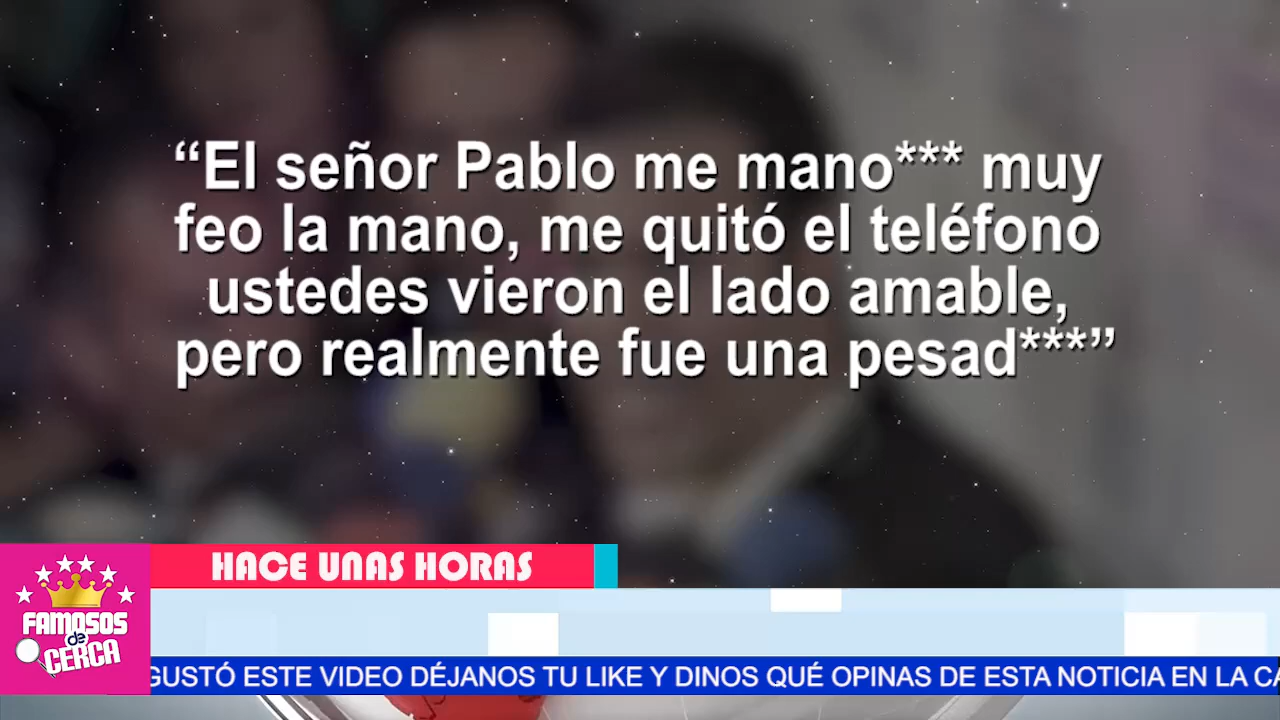 “El señor Pablo me mano*** muy
feo la mano, me quitó el teléfono
ustedes vieron el lado amable,
pero realmente fue una pesad***”
HACE UNAS HORAS
FAMOSOS
de
CERCA
GUSTÓ ESTE VIDEO DÉJANOS TU LIKE Y DINOS QUÉ OPINAS DE ESTA NOTICIA EN LA CA